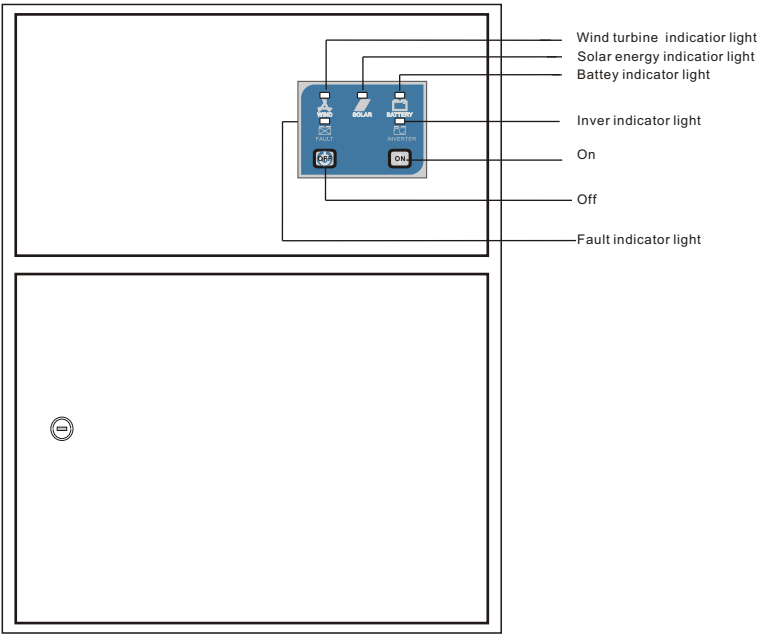 Wind turbine indicatior light
Solar energy indicatior light
Battey indicator light
WIND SOLAR BATTERY
Inver indicator light
FAULT INVERTER
On
OFF ON
Off
Fault indicator light